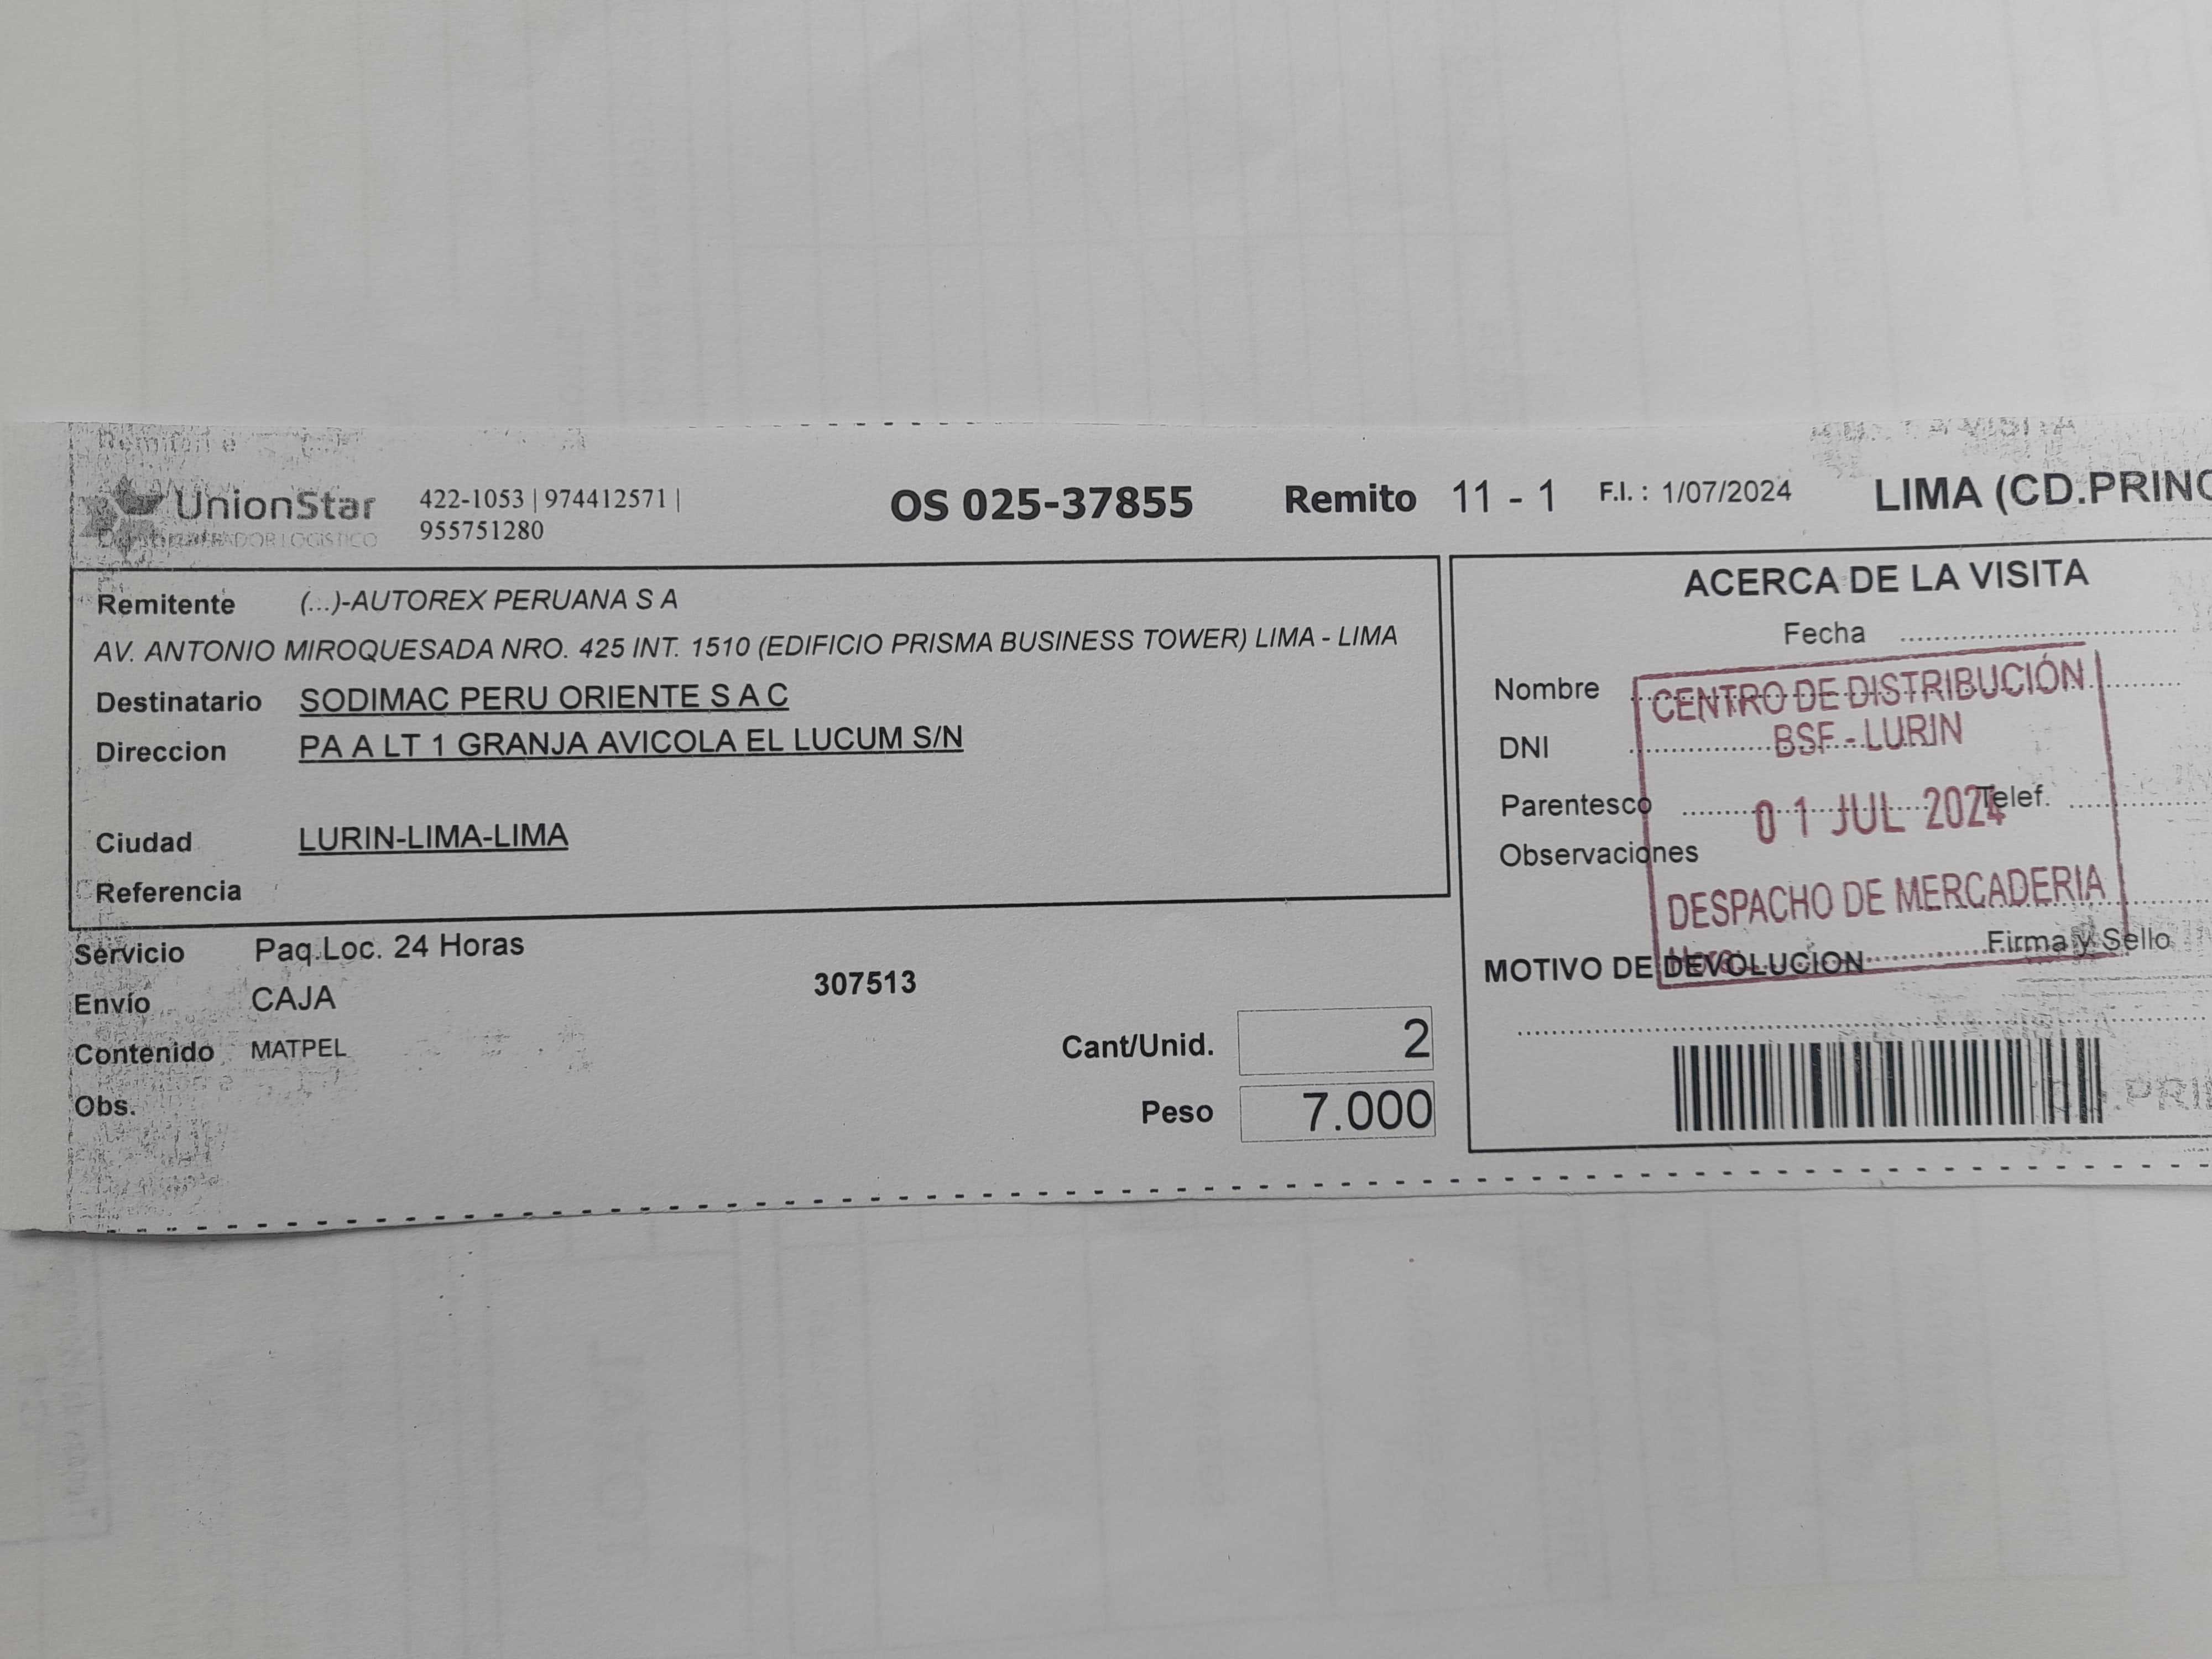 UnionStar
OPERADOR LOGISTICO
422-1053 | 974412571 |
955751280
OS 025-37855
Remito 11 - 1
F.I. : 1/07/2024
LIMA (CD.PRINC
Remitente (...)-AUTOREX PERUANA S A
AV. ANTONIO MIROQUESADA NRO. 425 INT. 1510 (EDIFICIO PRISMA BUSINESS TOWER) LIMA - LIMA
Destinatario SODIMAC PERU ORIENTE S A C
Direccion PA A LT 1 GRANJA AVICOLA EL LUCUM S/N
Ciudad LURIN-LIMA-LIMA
Referencia
Servicio Paq.Loc. 24 Horas
307513
Envío CAJA
Contenido MATPEL
Obs.
Cant/Unid. 2
Peso 7.000
ACERCA DE LA VISITA
Fecha
Nombre
DNI
Parentesco Telef.
Observaciones
Firma y Sello
MOTIVO DE DEVOLUCION
CENTRO DE DISTRIBUCIÓN
BSF - LURIN
01 JUL 2024
DESPACHO DE MERCADERIA